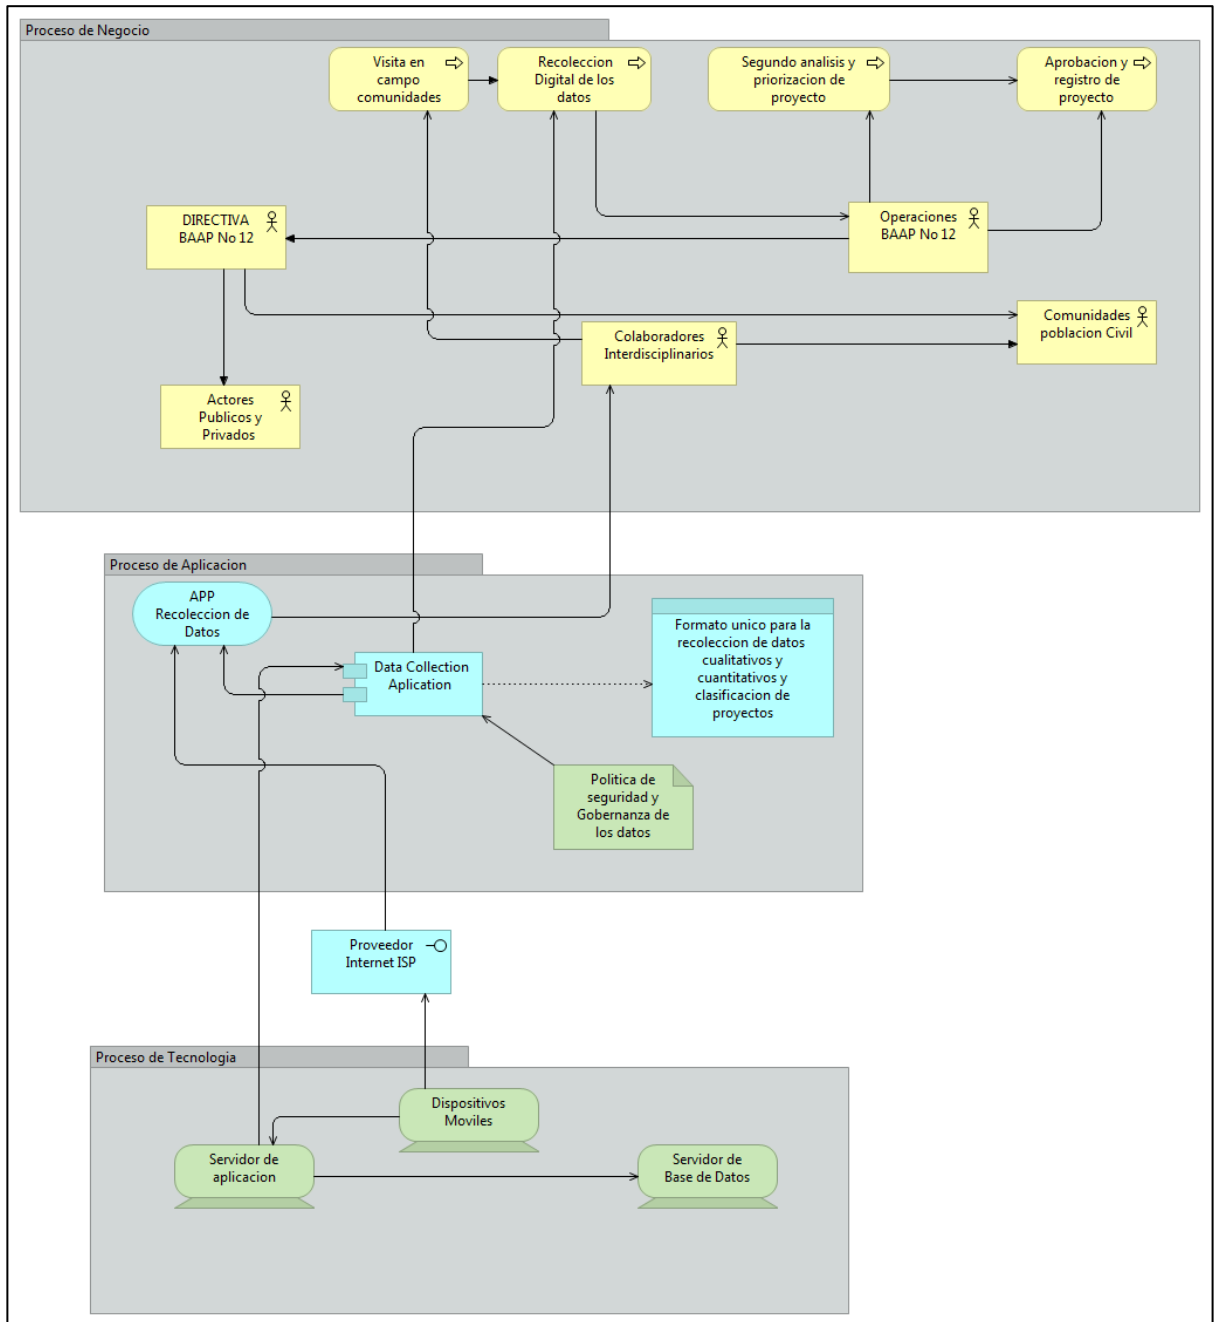 Proceso de Negocio
Visita en
campo
comunidades
Recoleccion
Digital de los
datos
Segundo analisis y
priorizacion de
proyecto
Aprobacion y
registro de
proyecto
DIRECTIVA
BAAP No 12
Operaciones
BAAP No 12
Colaboradores
Interdisciplinarios
Comunidades
poblacion Civil
Actores
Publicos y
Privados
Proceso de Aplicacion
APP
Recoleccion de
Datos
Data Collection
Aplication
Formato unico para la
recoleccion de datos
cualitativos y
cuantitativos y
clasificacion de
proyectos
Politica de
seguridad y
Gobernanza de
los datos
Proveedor
Internet ISP
Proceso de Tecnologia
Dispositivos
Moviles
Servidor de
aplicacion
Servidor de
Base de Datos